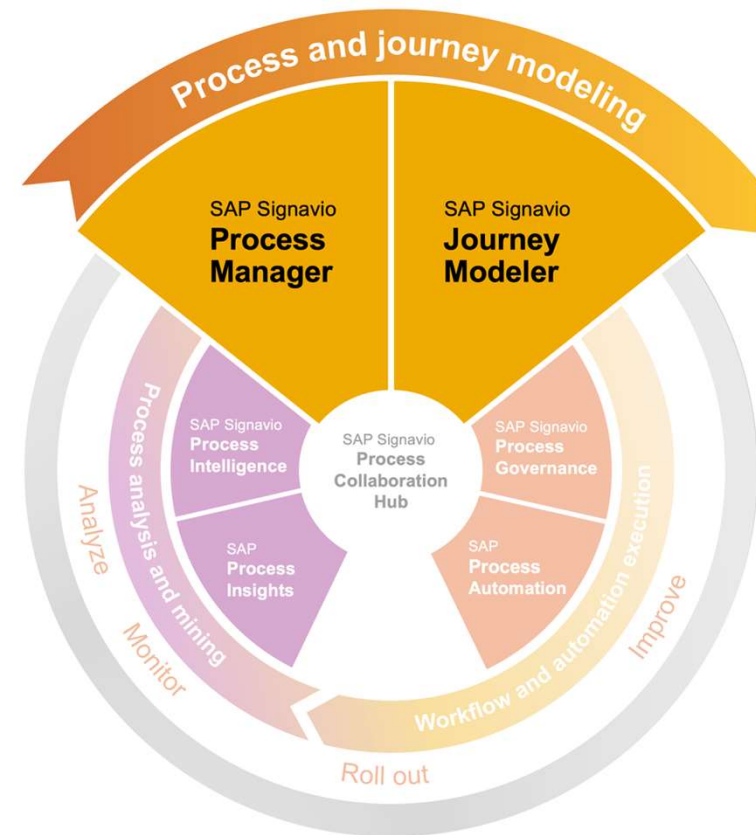 Process and journey modeling
SAP Signavio
Process
Manager
SAP Signavio
Journey
Modeler
SAP Signavio
Process
Intelligence
SAP
Process
Insights
SAP Signavio
Process
Collaboration
Hub
SAP Signavio
Process
Governance
SAP
Process
Automation
Process analysis and mining
Workflow and automation execution
Analyze
Monitor
Roll out
Improve